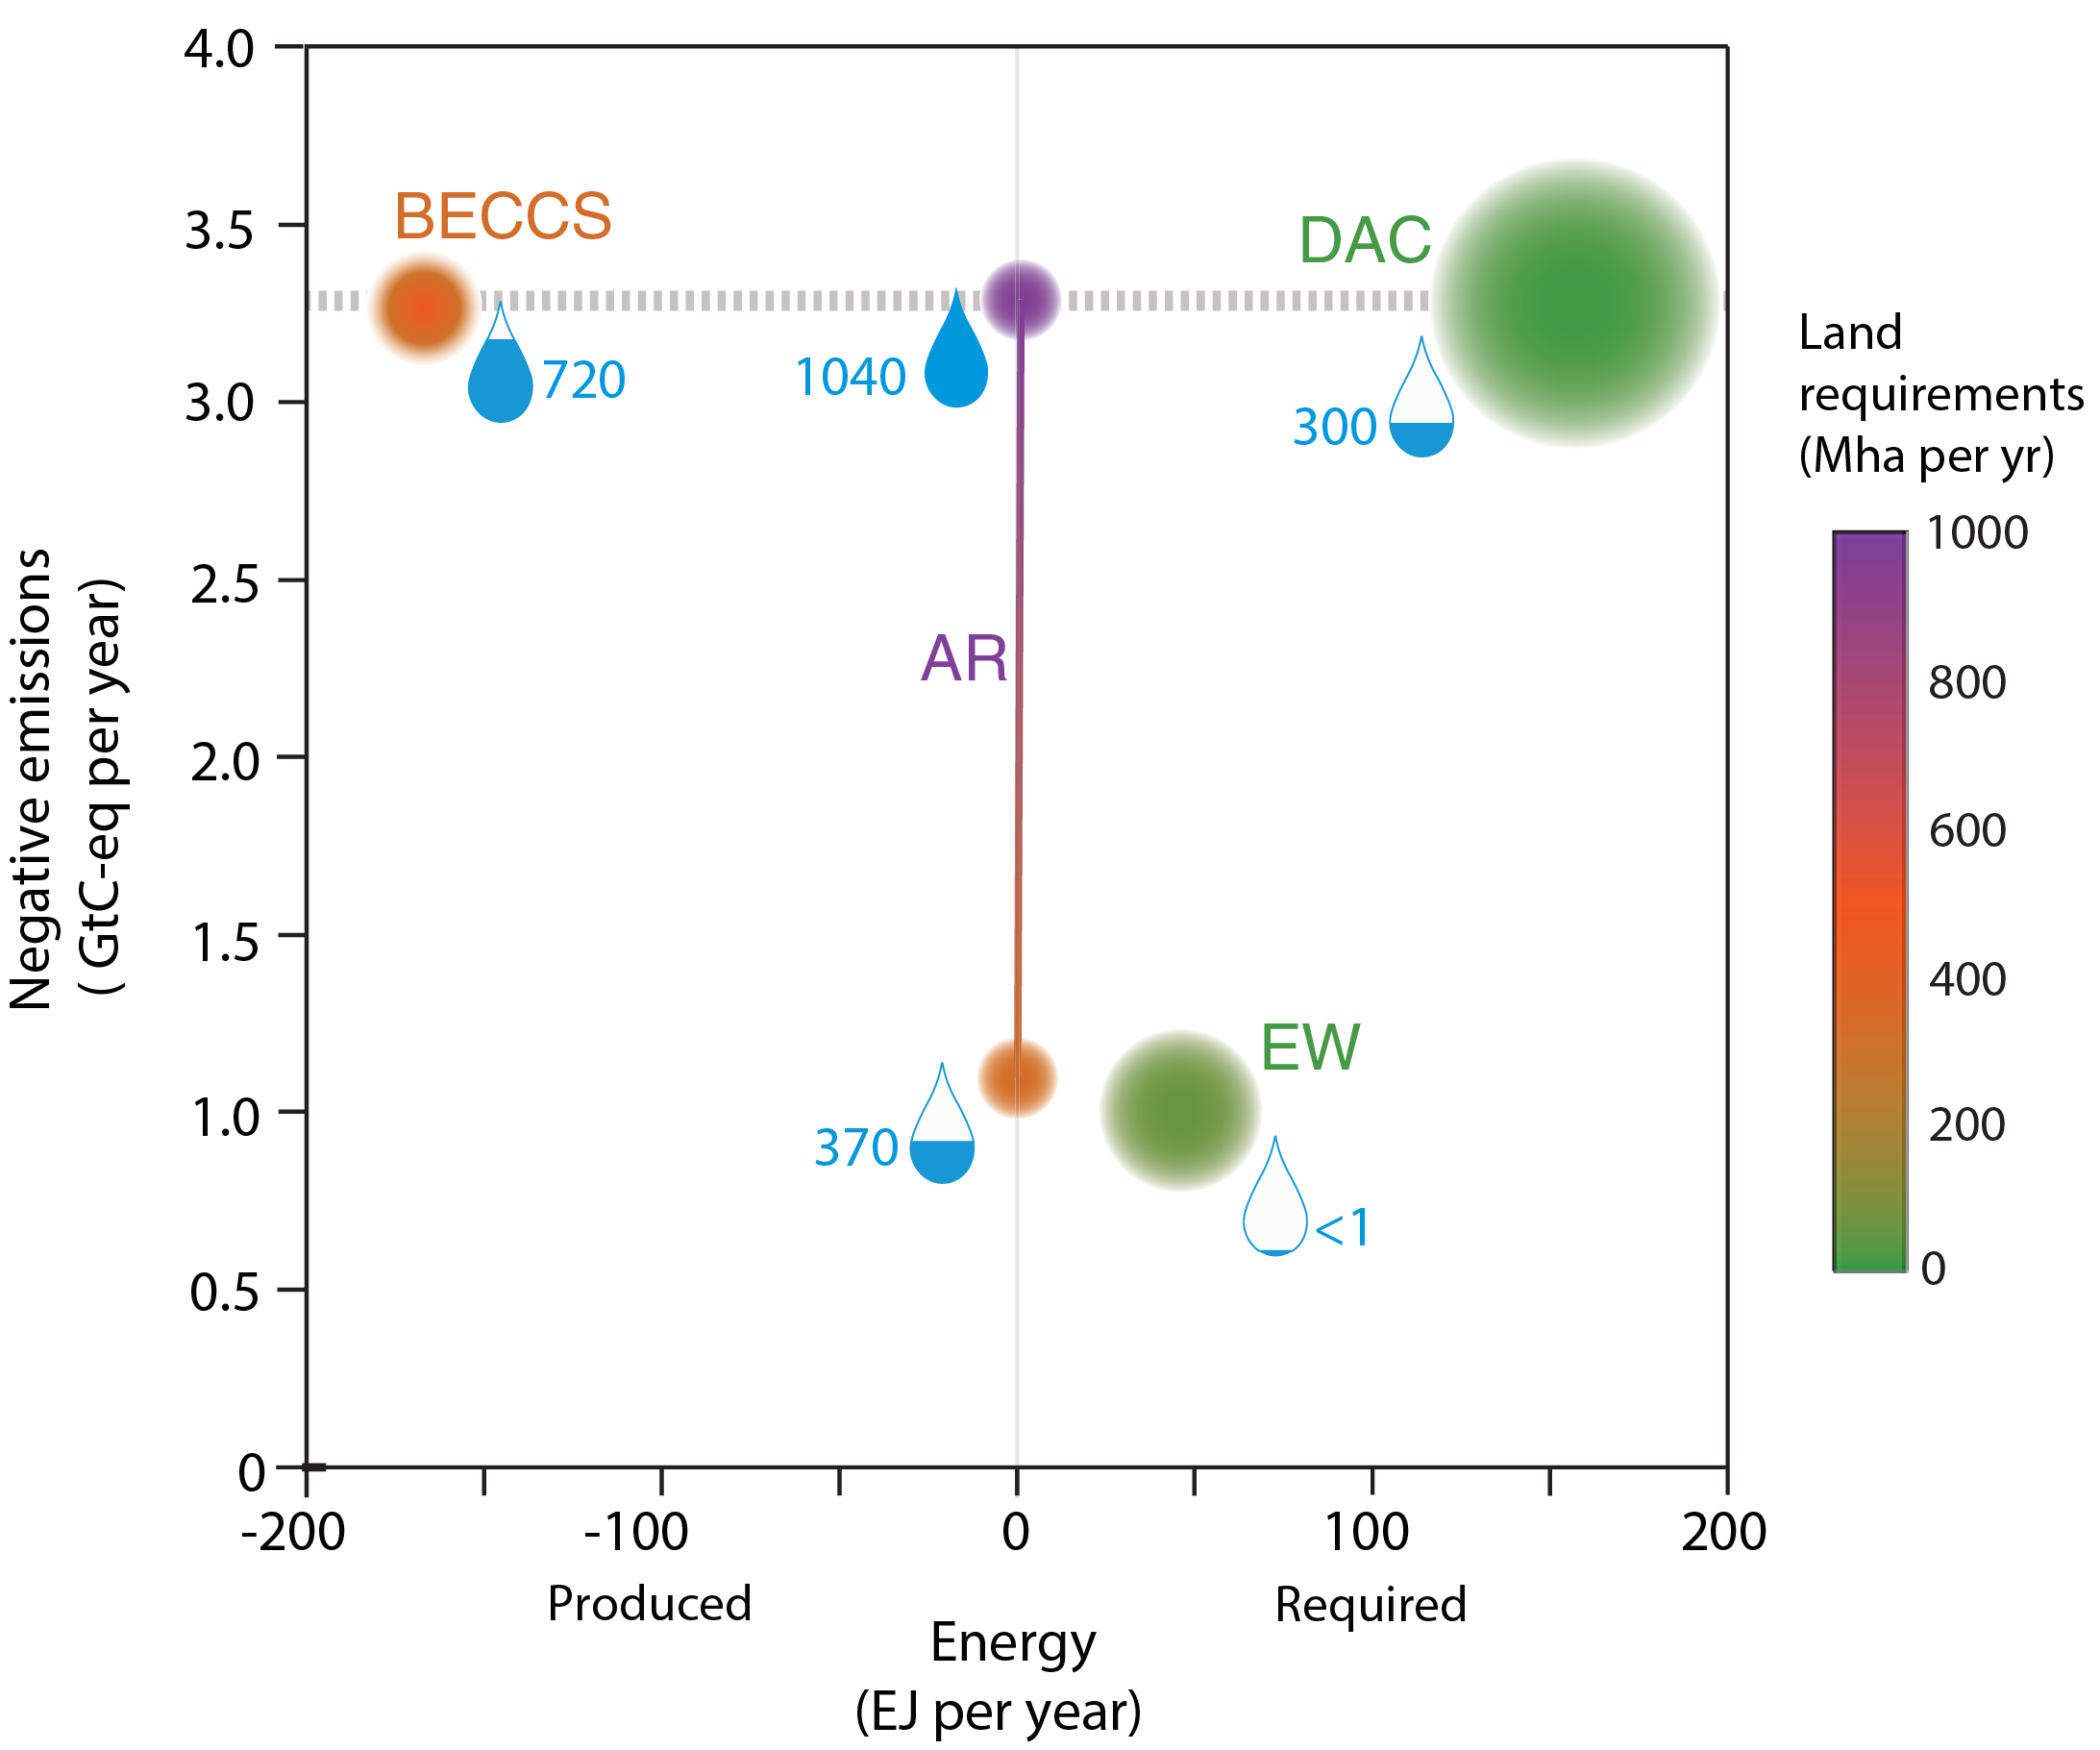 4.0
3.5
3.0
2.5
2.0
1.5
1.0
0.5
0
Negative emissions
( GtC-eq per year)
BECCS
720
1040
DAC
300
AR
370
EW
<1
-200
-100
0
100
200
Produced
Required
Energy
(EJ per year)
Land
requirements
(Mha per yr)
1000
800
600
400
200
0